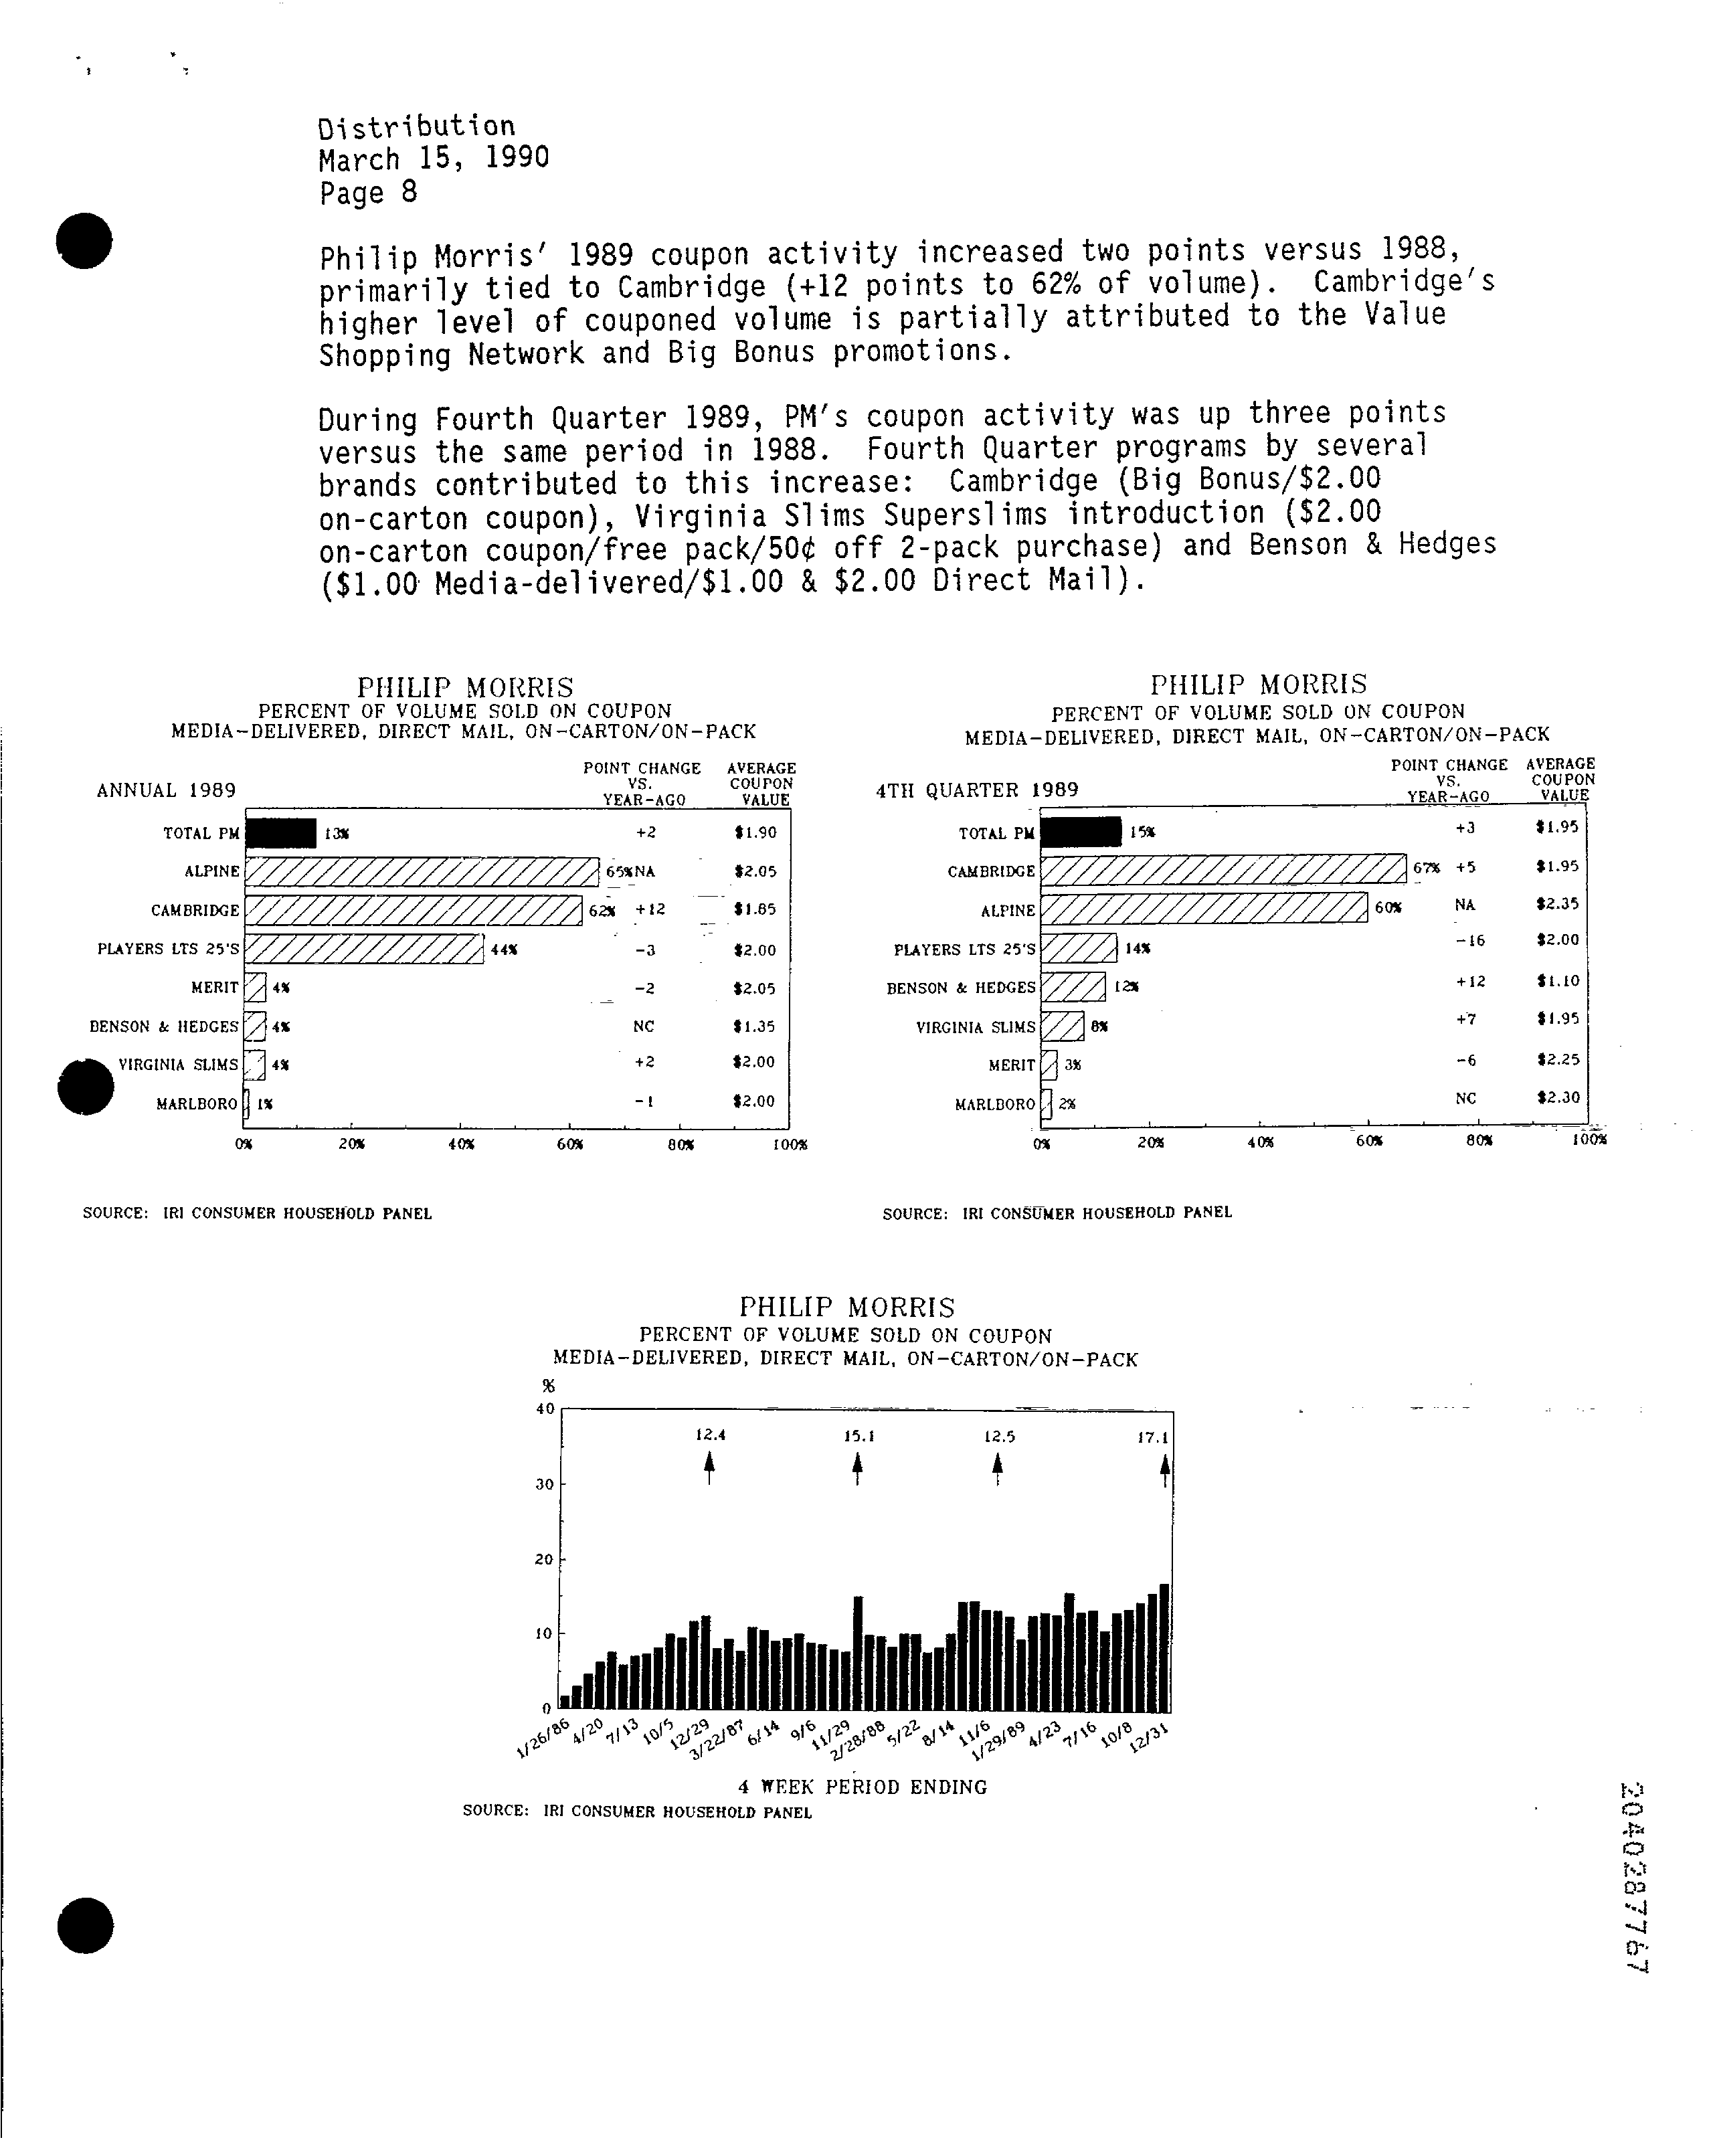 Distribution
March 15, 1990
Page 8
Philip Morris' 1989 coupon activity increased two points versus 1988,
primarily tied to Cambridge (+12 points to 62% of volume).  Cambridge's
higher level of couponed volume is partially attributed to the Value
Shopping Network and Big Bonus promotions.
During Fourth Quarter 1989, PM's coupon activity was up three points
versus the same period in 1988.  Fourth Quarter programs by several
brands contributed to this increase:  Cambridge (Big Bonus/$2.00
on-carton coupon), Virginia Slims Superslims introduction ($2.00
on-carton coupon/free pack/50¢ off 2-pack purchase) and Benson & Hedges
($1.00 Media-delivered/$1.00 & $2.00 Direct Mail).
PHILIP MORRIS
PERCENT OF VOLUME SOLD ON COUPON
MEDIA-DELIVERED, DIRECT MAIL, ON-CARTON/ON-PACK
POINT CHANGE AVERAGE
VS. COUPON
ANNUAL 1989 YEAR-AGO VALUE
TOTAL PM 13% +2 $1.90
ALPINE 65% NA $2.05
CAMBRIDGE 62% +12 $1.85
PLAYERS LTS 25'S 44% -3 $2.00
MERIT 4% -2 $2.05
BENSON & HEDGES 4% NC $1.35
VIRGINIA SLIMS 4% +2 $2.00
MARLBORO 1% -1 $2.00
0% 20% 40% 60% 80% 100%
SOURCE: IRI CONSUMER HOUSEHOLD PANEL
PHILIP MORRIS
PERCENT OF VOLUME SOLD ON COUPON
MEDIA-DELIVERED, DIRECT MAIL, ON-CARTON/ON-PACK
POINT CHANGE AVERAGE
VS. COUPON
4TH QUARTER 1989 YEAR-AGO VALUE
TOTAL PM 15% +3 $1.95
CAMBRIDGE 67% +5 $1.95
ALPINE 60% NA $2.35
PLAYERS LTS 25'S 14% -16 $2.00
BENSON & HEDGES 12% +12 $1.10
VIRGINIA SLIMS 8% +7 $1.95
MERIT 3% -6 $2.25
MARLBORO 2% NC $2.30
0% 20% 40% 60% 80% 100%
SOURCE: IRI CONSUMER HOUSEHOLD PANEL
PHILIP MORRIS
PERCENT OF VOLUME SOLD ON COUPON
MEDIA-DELIVERED, DIRECT MAIL, ON-CARTON/ON-PACK
%
40
12.4 15.1 12.5 17.1
30
20
10
0
1/26/86 4/20 7/13 10/5 12/29 3/22/87 6/14 9/6 11/29 2/28/88 5/22 8/14 11/6 1/29/89 4/23 7/16 10/8 12/31
4 WEEK PERIOD ENDING
SOURCE: IRI CONSUMER HOUSEHOLD PANEL
2040287767